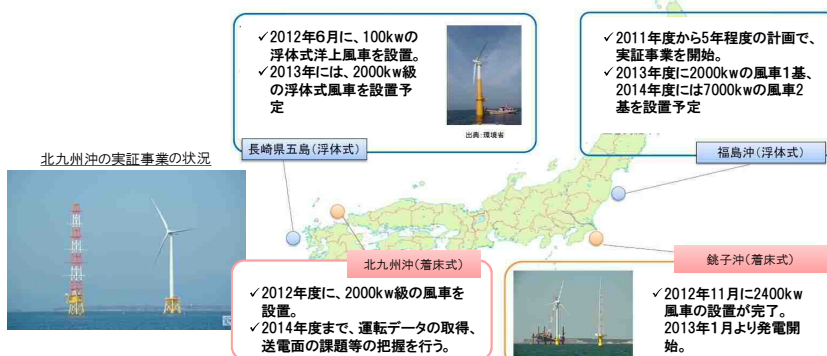 ✓2012年6月に、100kwの
浮体式洋上風車を設置。
✓2013年には、2000kw級
の浮体式風車を設置予
定
出典:環境省
長崎県五島(浮体式)
✓2011年度から5年程度の計画で、
実証事業を開始。
✓2013年度に2000kwの風車1基、
2014年度には7000kwの風車2
基を設置予定
福島沖(浮体式)
北九州沖の実証事業の状況
北九州沖(着床式)
✓2012年度に、2000kw級の風車を
設置。
✓2014年度まで、運転データの取得、
送電面の課題等の把握を行う。
銚子沖(着床式)
✓2012年11月に2400kw
風車の設置が完了。
2013年1月より発電開
始。